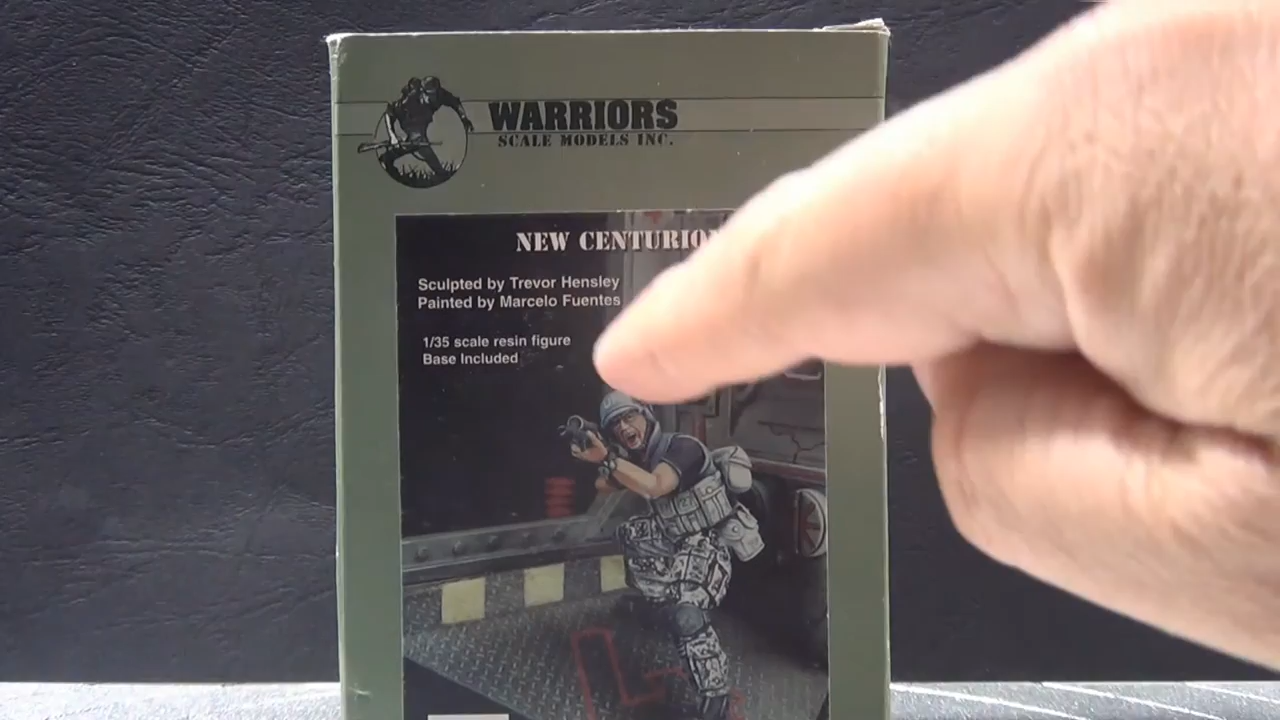 WARRIORS
SCALE MODELS INC.
NEW CENTURIO
Sculpted by Trevor Hensley
Painted by Marcelo Fuentes
1/35 scale resin figure
Base Included